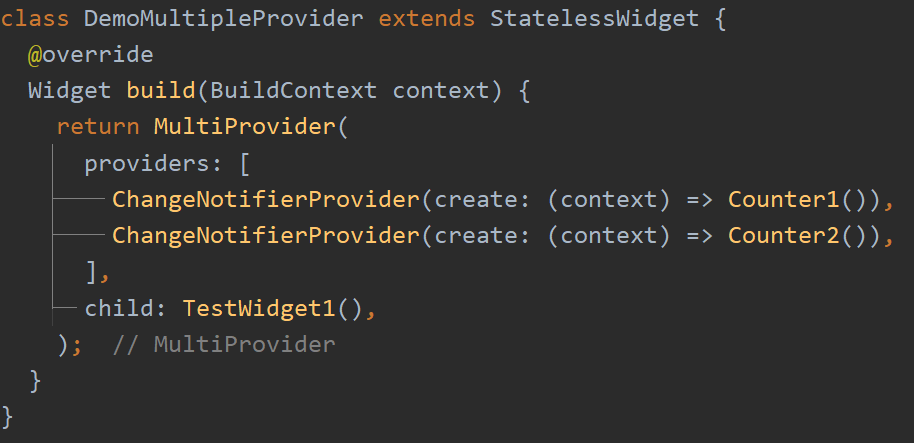 class DemoMultipleProvider extends StatelessWidget {
  @override
  Widget build(BuildContext context) {
    return MultiProvider(
      providers: [
        ChangeNotifierProvider(create: (context) => Counter1()),
        ChangeNotifierProvider(create: (context) => Counter2()),
      ],
      child: TestWidget1(),
    );  // MultiProvider
  }
}